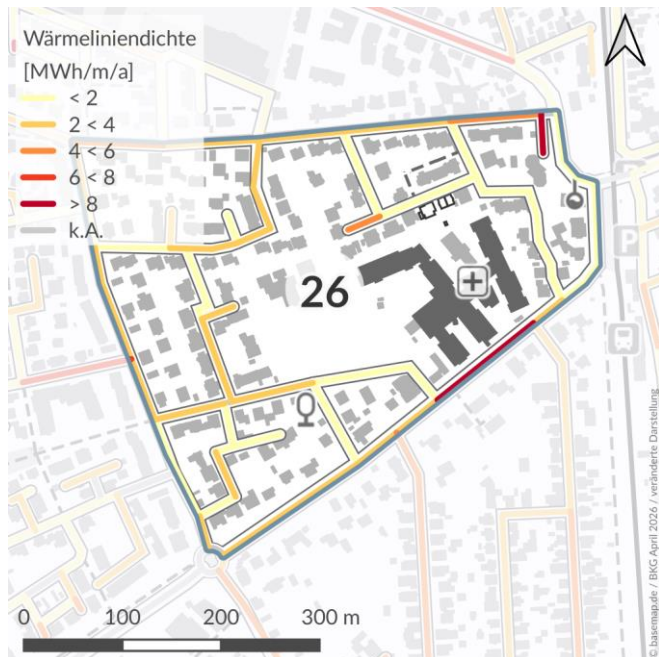 Wärmeliniendichte
[MWh/m/a]
< 2
2 < 4
4 < 6
6 < 8
> 8
k.A.
26
P
0 100 200 300 m
© basemap.de / BKG April 2026 / veränderte Darstellung